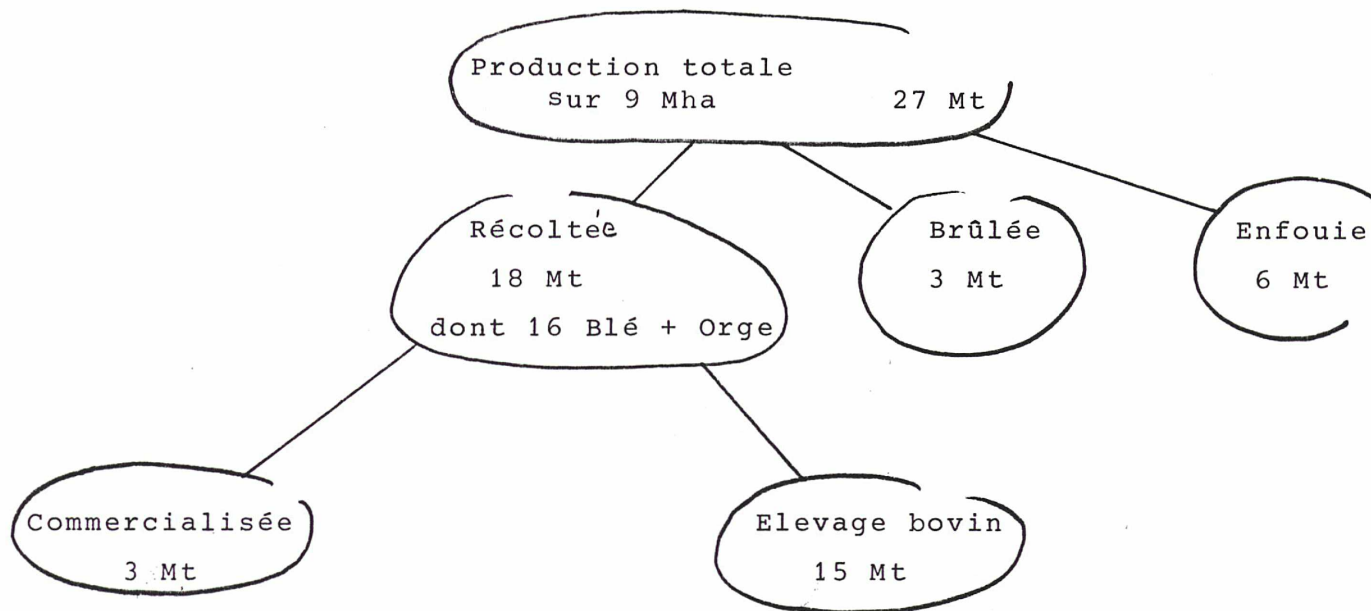 Production totale
sur 9 Mha 27 Mt
Récoltée
18 Mt
dont 16 Blé + Orge
Brûlée
3 Mt
Enfouie
6 Mt
Commercialisée
3 Mt
Elevage bovin
15 Mt